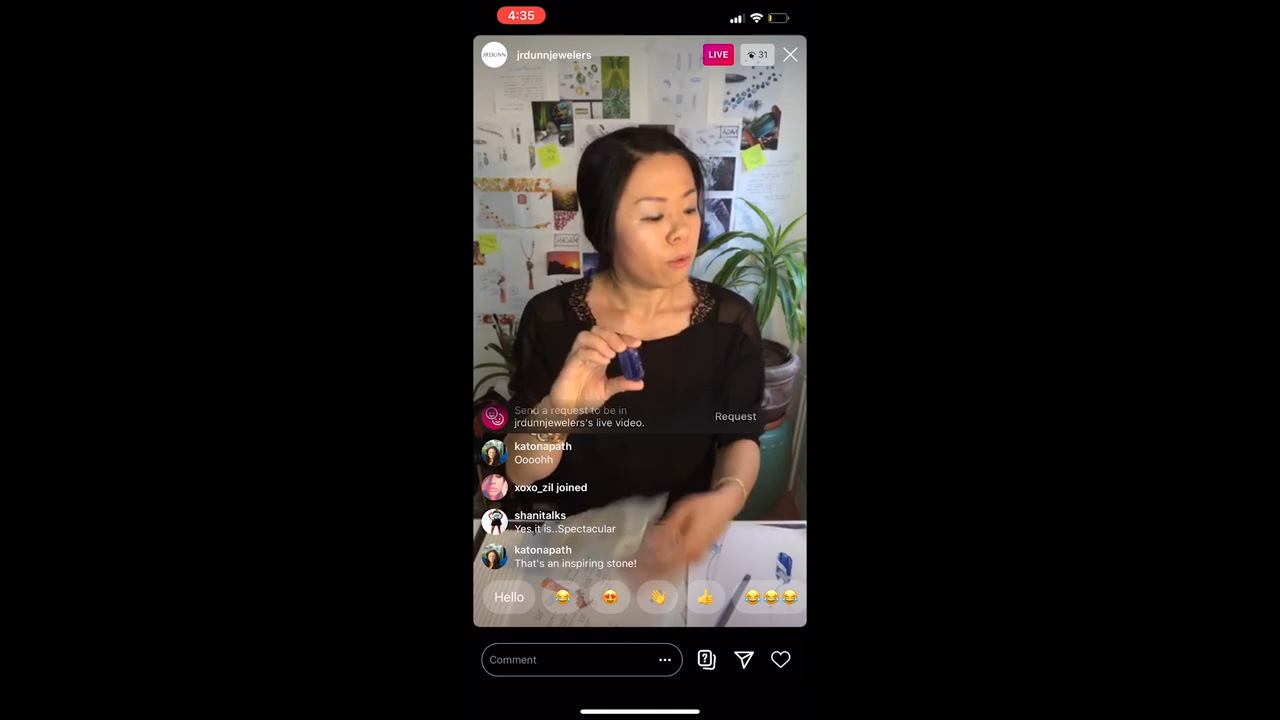 4:35
JRDUNN
jrdunnjewelers
LIVE
31
Send a request to be in
jrdunnjewelers's live video.
Request
katonapath
Oooohh
xoxo_zil joined
shanitalks
Yes it is..Spectacular
katonapath
That's an inspiring stone!
Hello
Comment